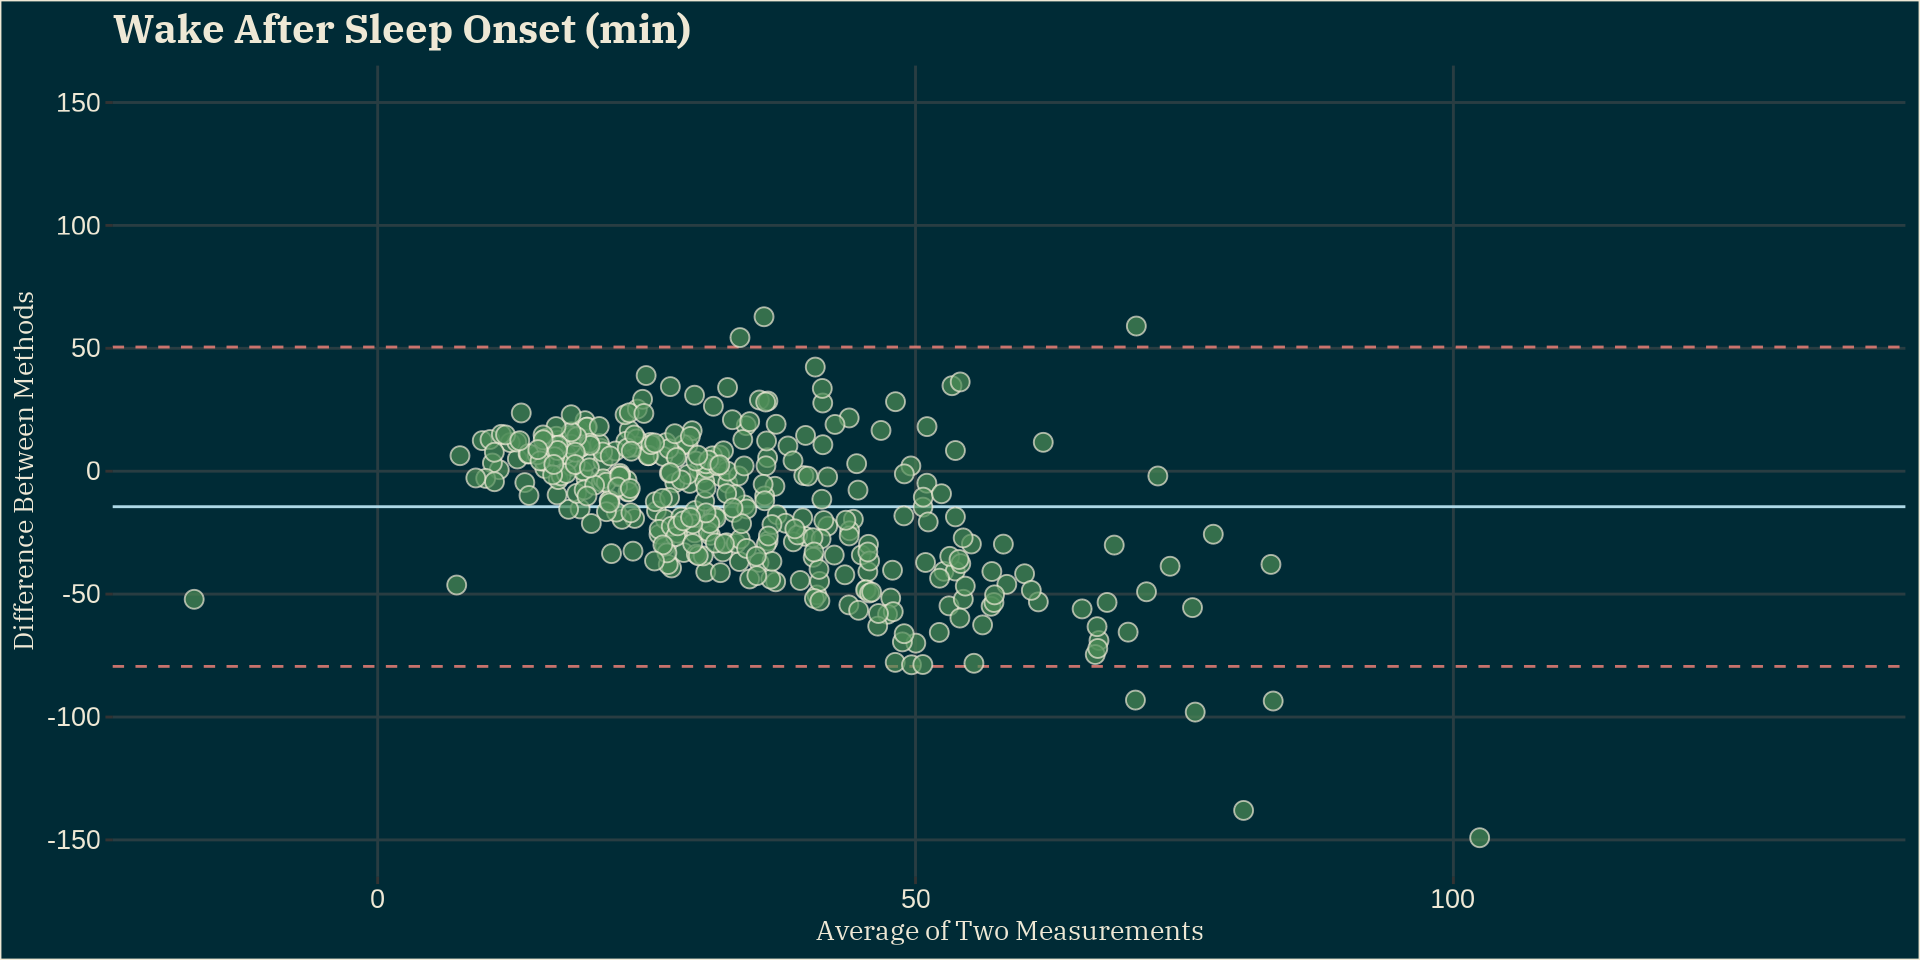 Wake After Sleep Onset (min)
150
100
50
0
-50
-100
-150
Difference Between Methods
0 50 100
Average of Two Measurements